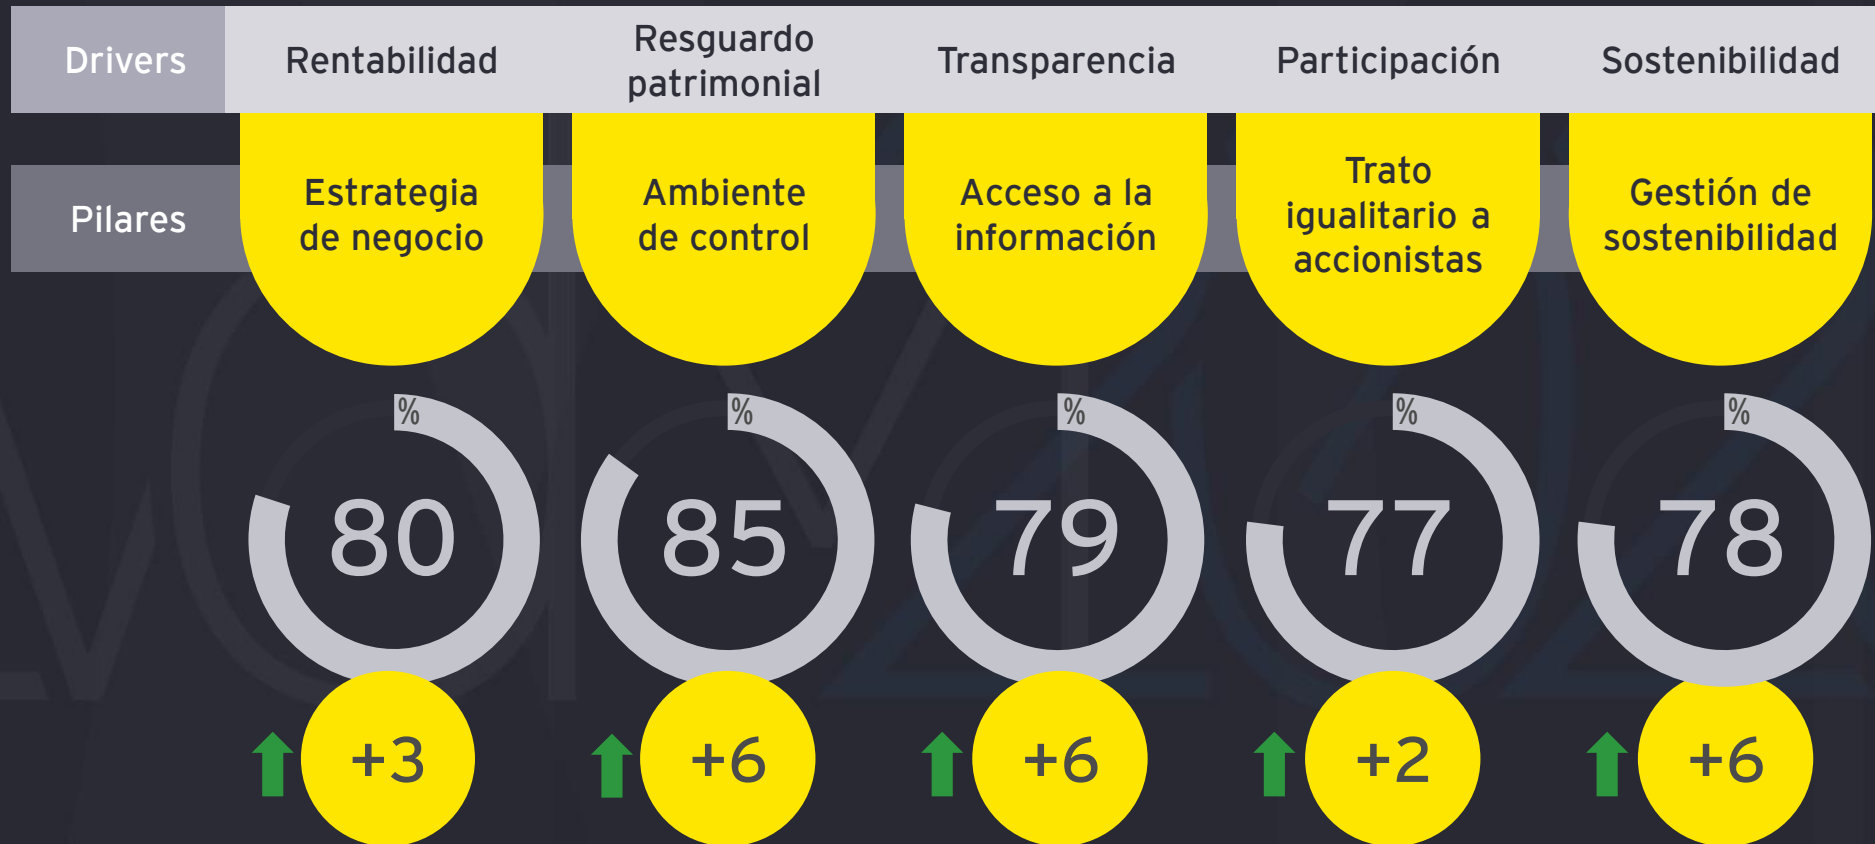 Drivers
Rentabilidad
Resguardo
patrimonial
Transparencia
Participación
Sostenibilidad
Pilares
Estrategia
de negocio
Ambiente
de control
Acceso a la
información
Trato
igualitario a
accionistas
Gestión de
sostenibilidad
%
80
%
85
%
79
%
77
%
78
+3
+6
+6
+2
+6